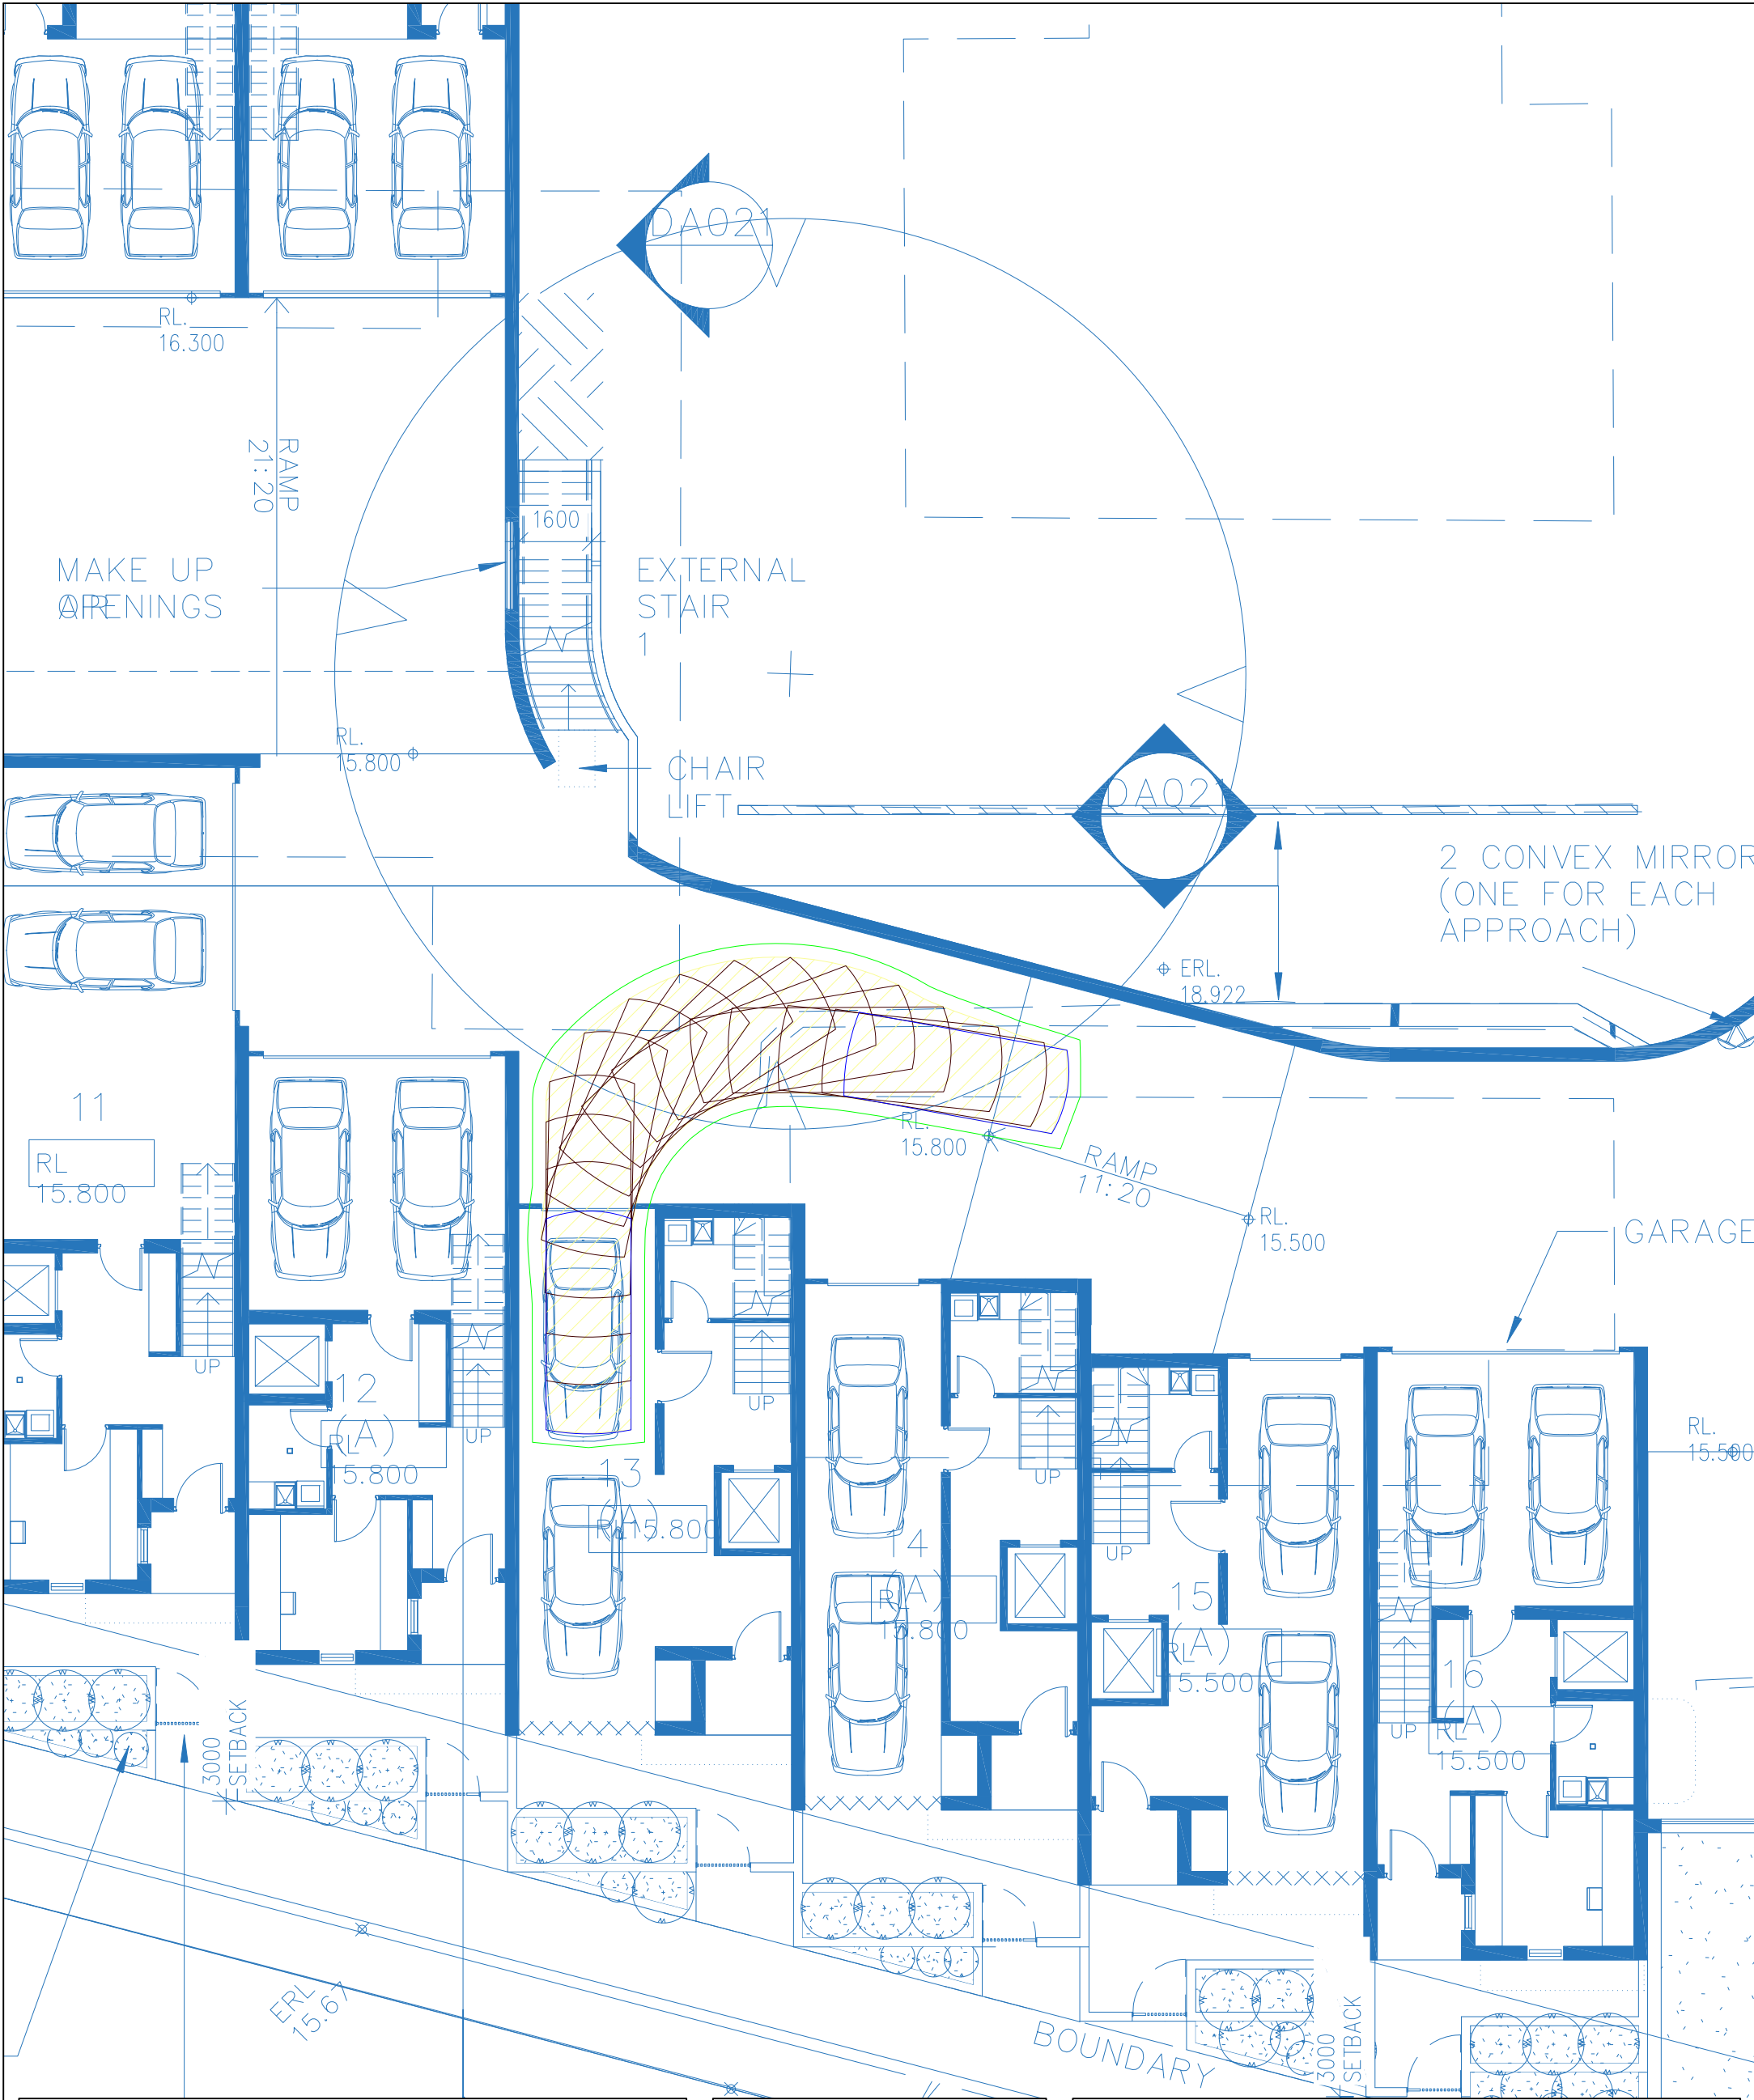 DA021
RL.
16.300
RAMP
21:20
1600
MAKE UP
AIR
OPENINGS
EXTERNAL
STAIR
1
RL.
15.800
CHAIR
LIFT
DA021
2 CONVEX MIRROR
(ONE FOR EACH
APPROACH)
ERL.
18.922
11
RL
15.800
RL.
15.800
RAMP
11:20
RL.
15.500
GARAGE
UP
12
(A)
RL
15.800
UP
UP
13
(A)
RL 15.800
UP
14
(A)
RL
15.800
UP
15
(A)
RL
15.500
RL.
15.500
16
(A)
RL
15.500
UP
3000
SETBACK
ERL
15.67
BOUNDARY
3000
SETBACK